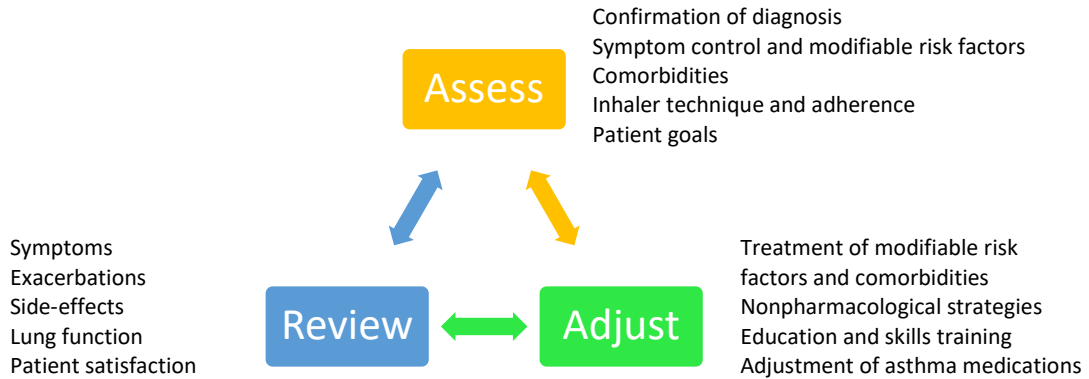 Confirmation of diagnosis
Symptom control and modifiable risk factors
Comorbidities
Inhaler technique and adherence
Patient goals
Assess
Symptoms
Exacerbations
Side-effects
Lung function
Patient satisfaction
Review
Adjust
Treatment of modifiable risk
factors and comorbidities
Nonpharmacological strategies
Education and skills training
Adjustment of asthma medications